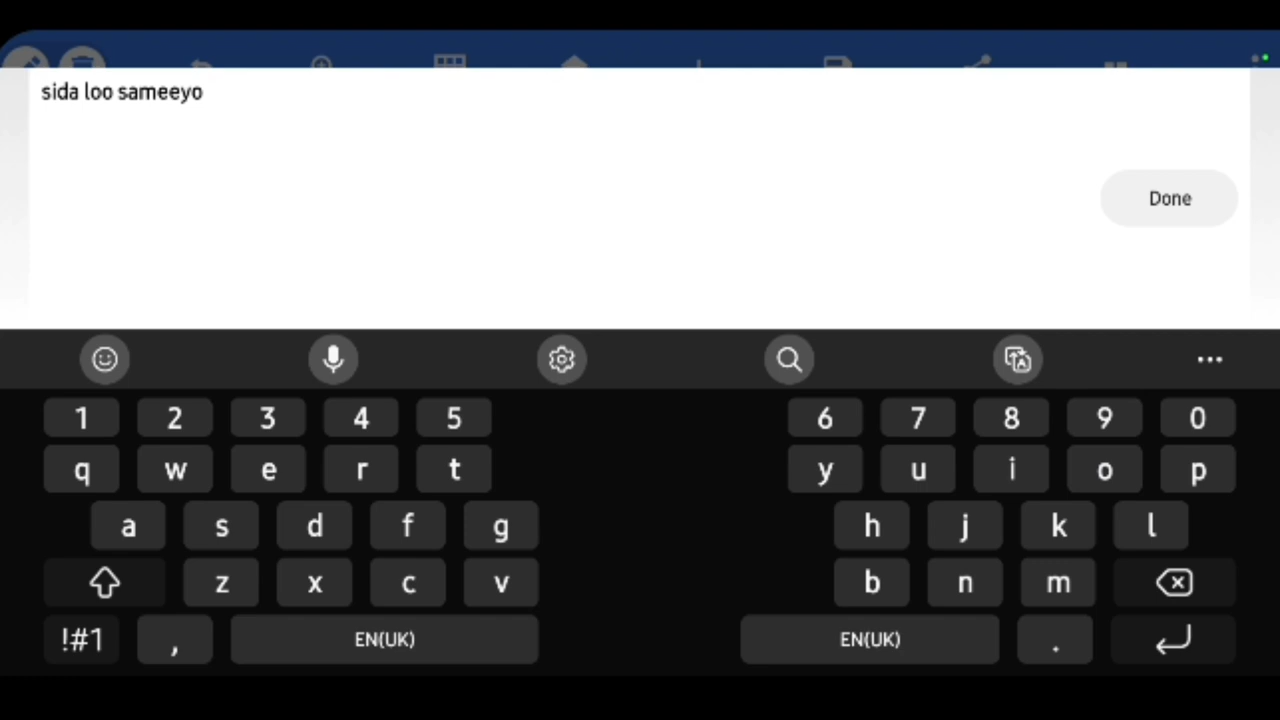 sida loo sameeyo
Done
1 2 3 4 5 6 7 8 9 0
q w e r t y u i o p
a s d f g h j k l
z x c v b n m
!#1 , EN(UK) EN(UK) .